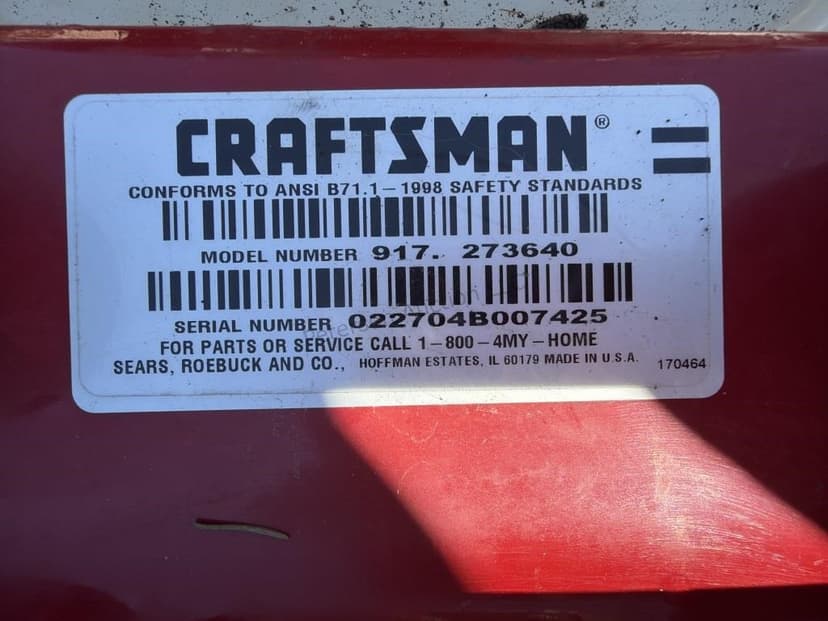 CRAFTSMAN®
CONFORMS TO ANSI B71.1–1998 SAFETY STANDARDS
MODEL NUMBER 917. 273640
SERIAL NUMBER 022704B007425
FOR PARTS OR SERVICE CALL 1–800–4MY–HOME
SEARS, ROEBUCK AND CO., HOFFMAN ESTATES, IL 60179 MADE IN U.S.A. 170464